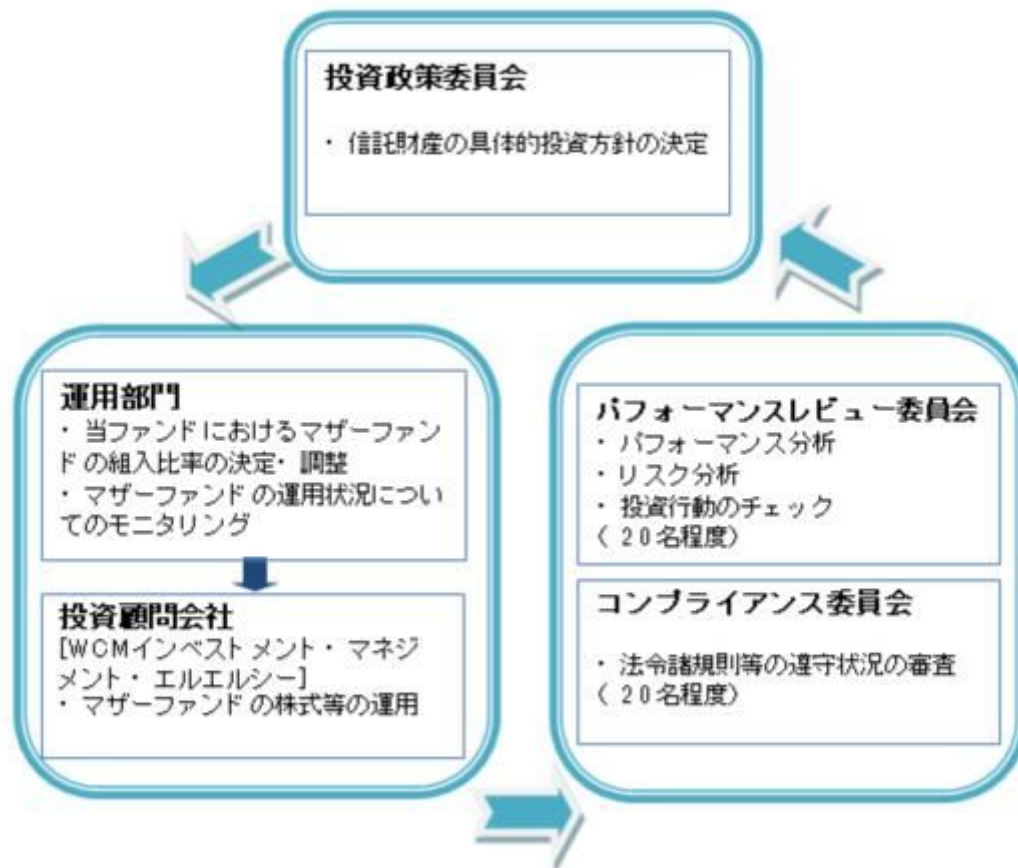 投資政策委員会
・ 信託財産の具体的投資方針の決定
運用部門
・ 当ファンドにおけるマザーファン
ドの組入比率の決定・ 調整
・ マザーファンドの運用状況につい
てのモニタリング
投資顧問会社
[WCMインベストメント・ マネジ
メント・ エルエルシー]
・ マザーファンドの株式等の運用
パフォーマンスレビュー委員会
・ パフォーマンス分析
・ リスク分析
・ 投資行動のチェック
( 20名程度)
コンプライアンス委員会
・ 法令諸規則等の遵守状況の審査
( 20名程度)